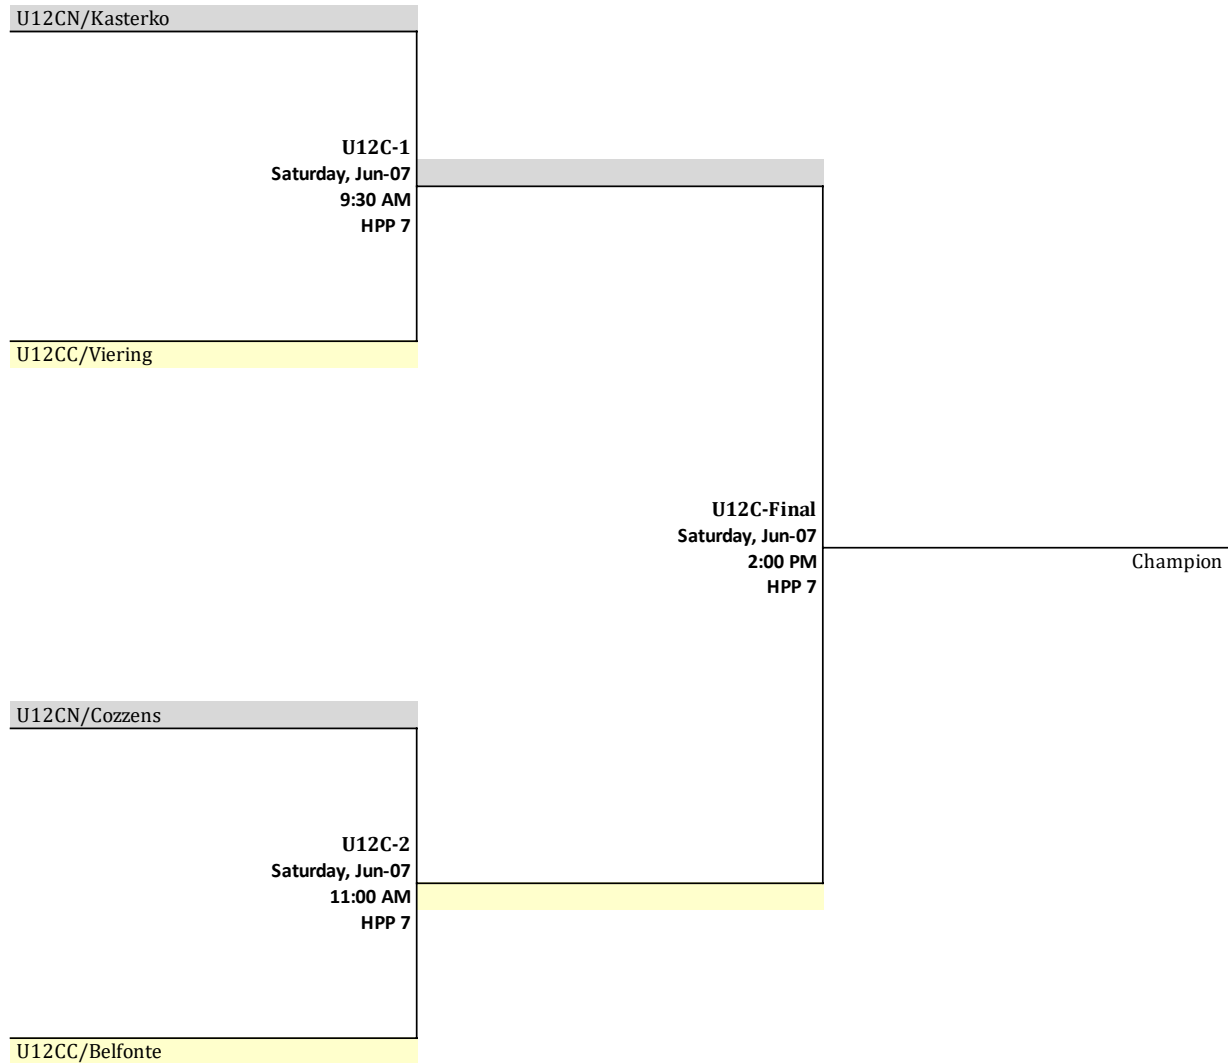 U12CN/Kasterko
U12C-1
Saturday, Jun-07
9:30 AM
HPP 7
U12CC/Viering
U12C-Final
Saturday, Jun-07
2:00 PM
HPP 7
Champion
U12CN/Cozzens
U12C-2
Saturday, Jun-07
11:00 AM
HPP 7
U12CC/Belfonte